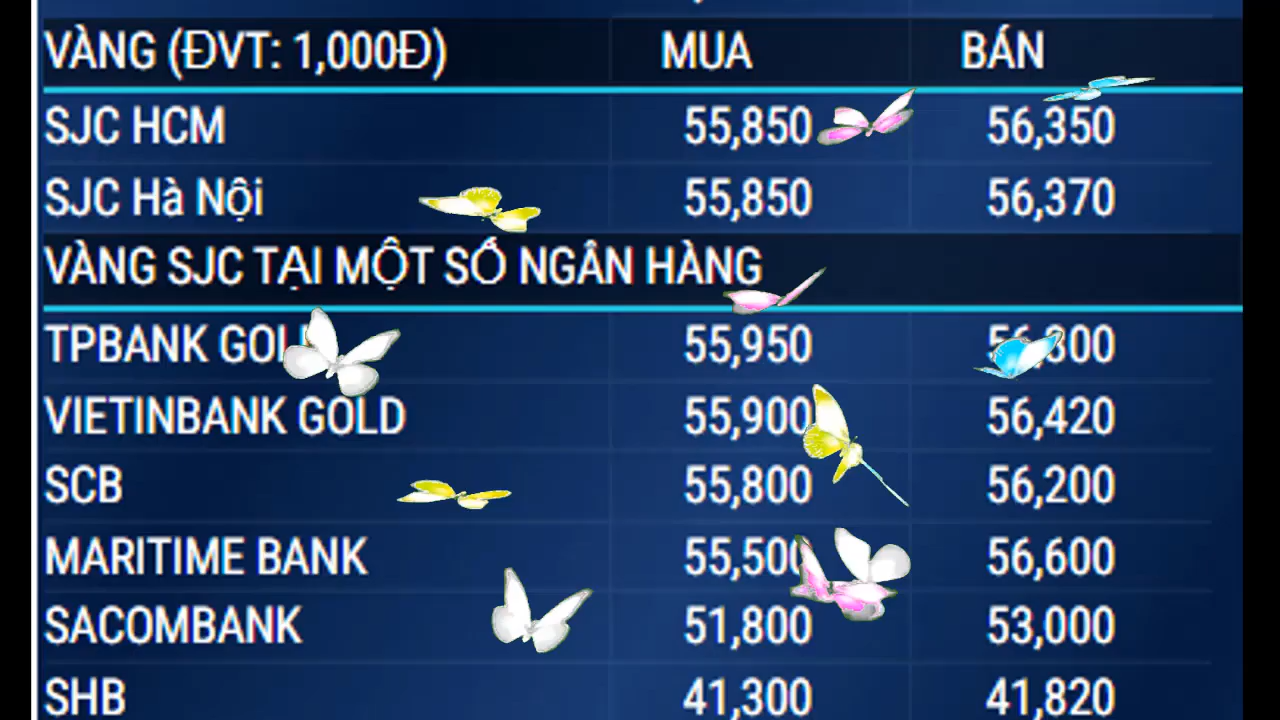 VÀNG (ĐVT: 1,000Đ) MUA BÁN
SJC HCM 55,850 56,350
SJC Hà Nội 55,850 56,370
VÀNG SJC TẠI MỘT SỐ NGÂN HÀNG
TPBANK 55,950
VIETINBANK GOLD 55,900 56,420
SCB 55,800 56,200
MARITIME BANK 55,500 56,600
SACOMBANK 51,800 53,000
SHB 41,300 41,820